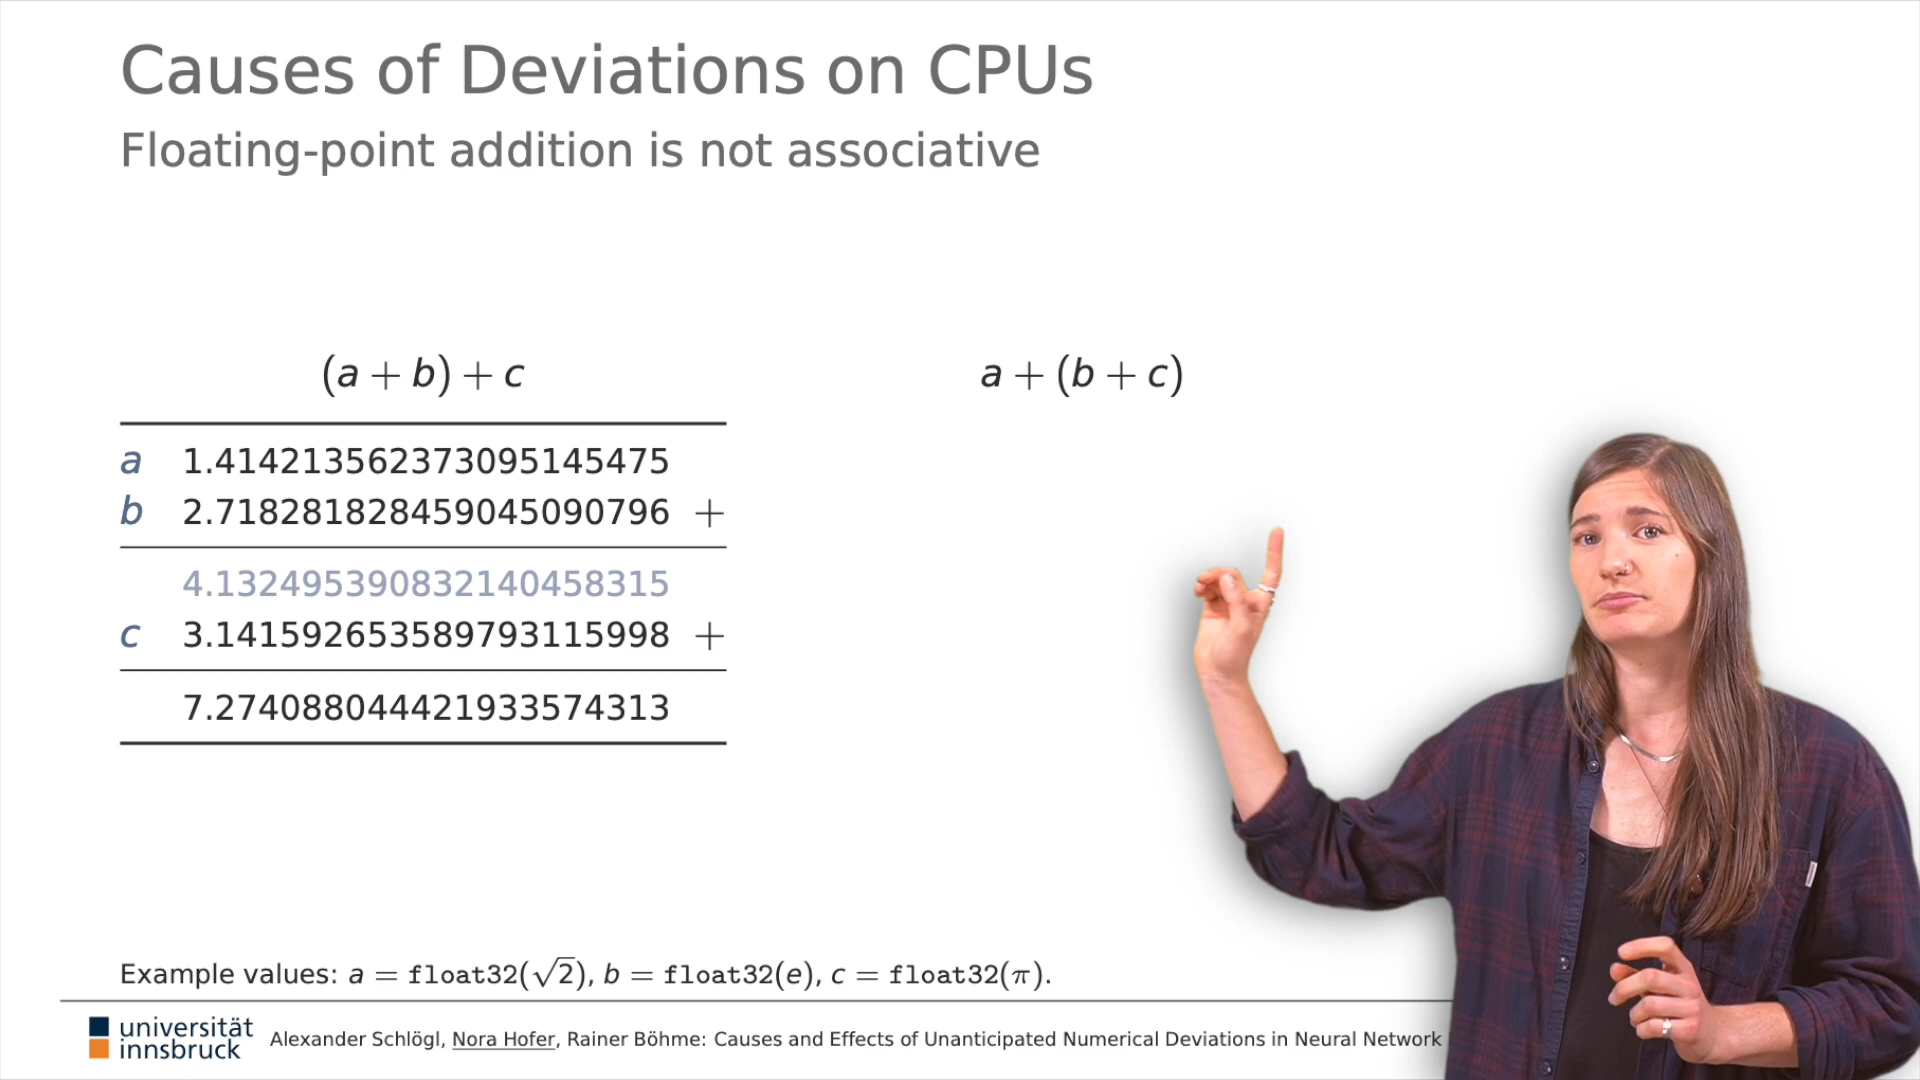 Causes of Deviations on CPUs
Floating-point addition is not associative
(a + b) + c
a 1.414213562373095145475
b 2.718281828459045090796 +
4.132495390832140458315
c 3.141592653589793115998 +
7.274088044421933574313
a + (b + c)
Example values: a = float32(√2), b = float32(e), c = float32(π).
universität
innsbruck
Alexander Schlögl, Nora Hofer, Rainer Böhme: Causes and Effects of Unanticipated Numerical Deviations in Neural Network